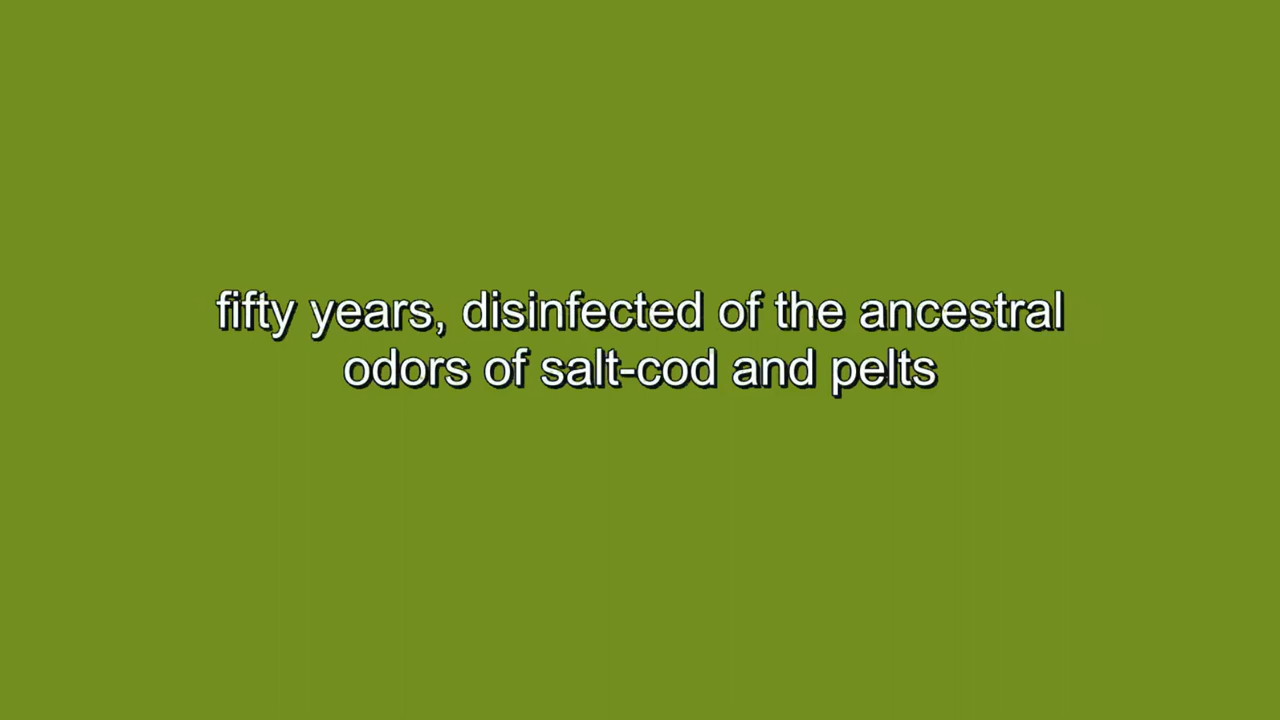 fifty years, disinfected of the ancestral
odors of salt-cod and pelts